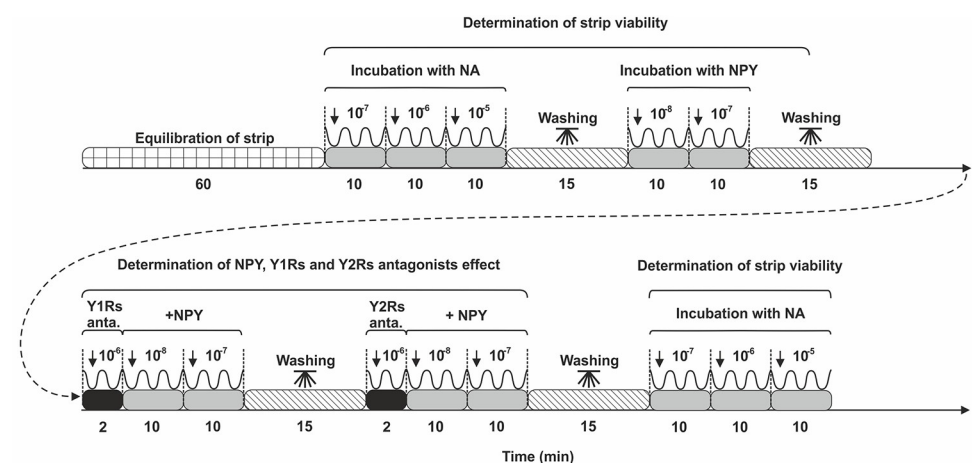 Determination of strip viability
Incubation with NA
Incubation with NPY
10-7 10-6 10-5
Washing
10-8 10-7
Washing
Equilibration of strip
60 10 10 10 15 10 10 15
Determination of NPY, Y1Rs and Y2Rs antagonists effect
Determination of strip viability
Y1Rs
anta.
+NPY
Y2Rs
anta.
+ NPY
Incubation with NA
10-6 10-8 10-7
Washing
10-6 10-8 10-7
Washing
10-7 10-6 10-5
2 10 10 15 2 10 10 15 10 10 10
Time (min)